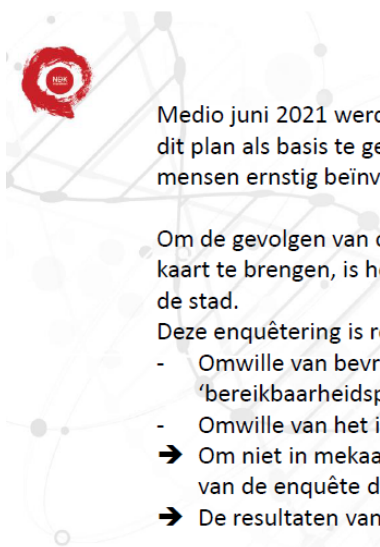 NEIK
Medio juni 2021 werd
dit plan als basis te ge
mensen ernstig beïnv
Om de gevolgen van
kaart te brengen, is he
de stad.
Deze enquêtering is r
- Omwille van bevr
‘bereikbaarheidsp
- Omwille van het i
➔ Om niet in mekaa
van de enquête d
➔ De resultaten van